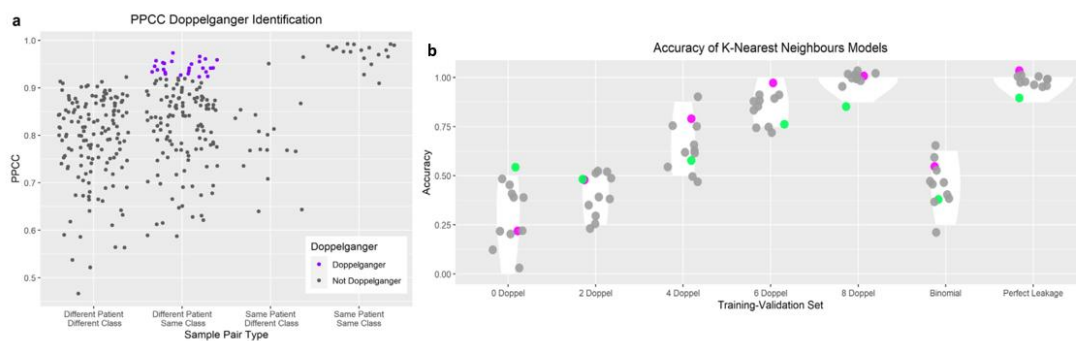 a
PPCC Doppelganger Identification
1.0
0.9
0.8
0.7
0.6
0.5
PPCC
Different Patient
Different Class
Different Patient
Same Class
Same Patient
Different Class
Same Patient
Same Class
Sample Pair Type
Doppelganger
Doppelganger
Not Doppelganger
b
Accuracy of K-Nearest Neighbours Models
1.00
0.75
0.50
0.25
0.00
Accuracy
0 Doppel
2 Doppel
4 Doppel
6 Doppel
8 Doppel
Binomial
Perfect Leakage
Training-Validation Set